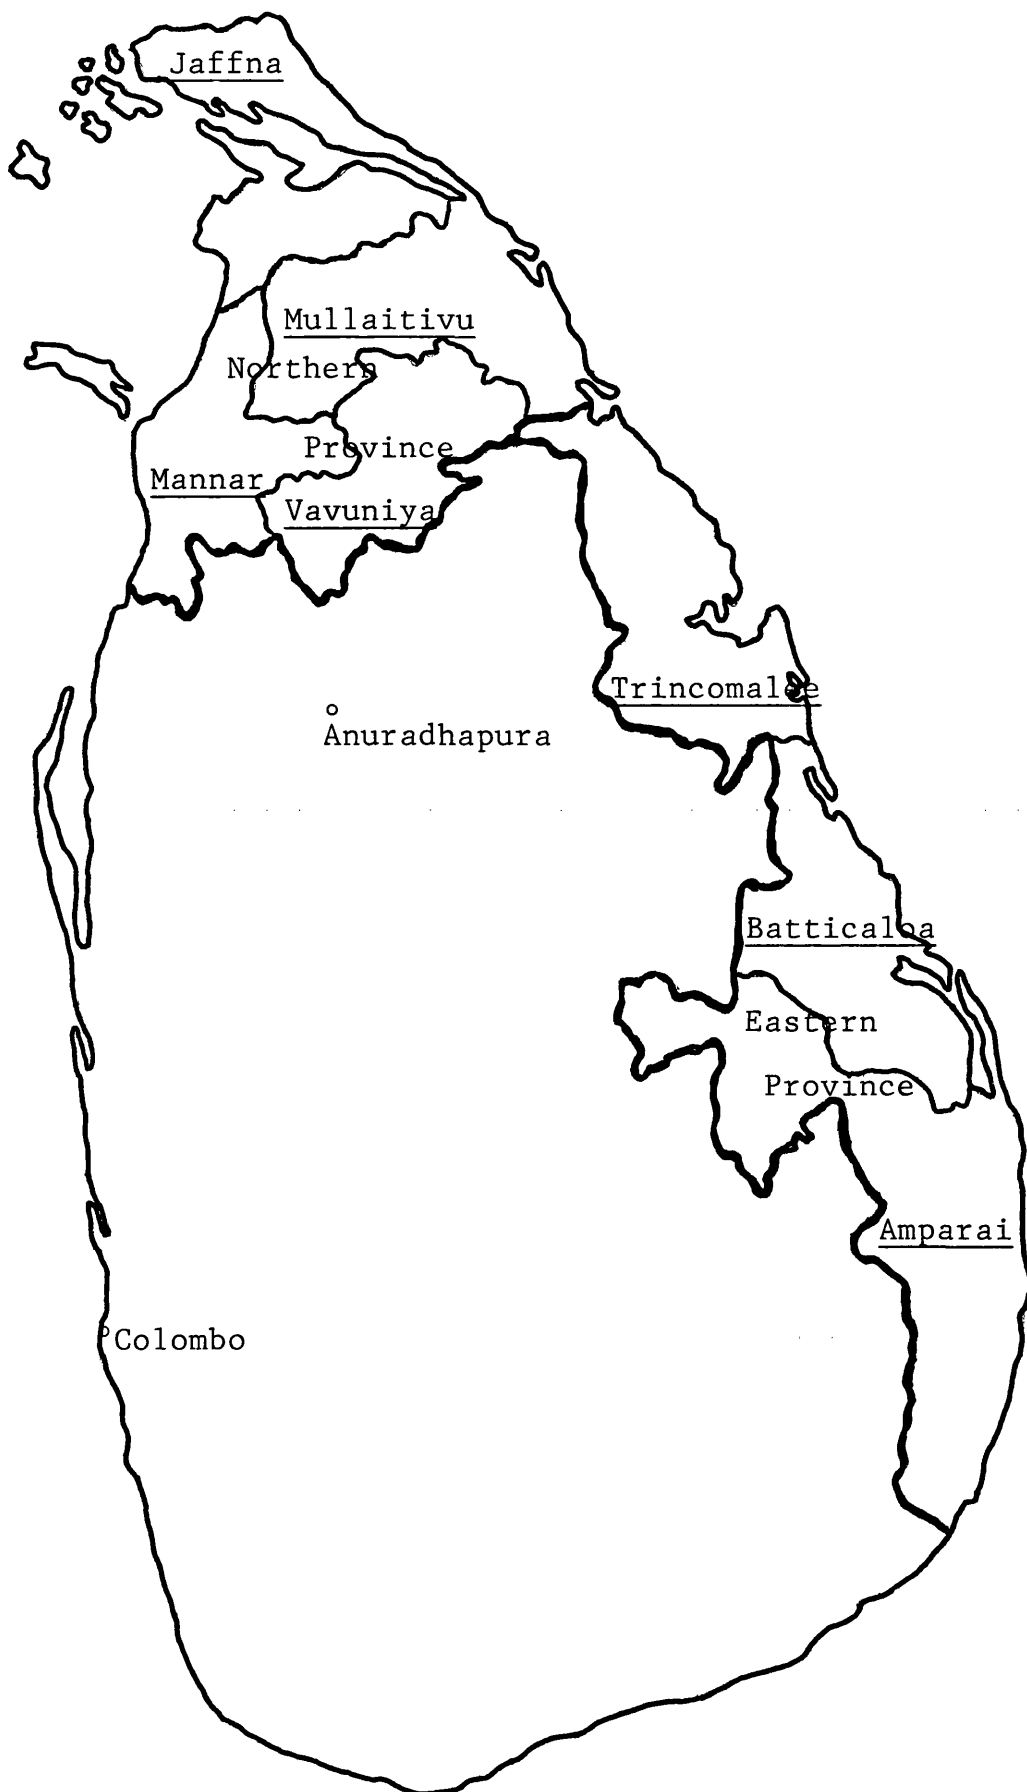 Jaffna
Mullaitivu
Northern
Province
Mannar
Vavuniya
Trincomalee
Anuradhapura
Batticaloa
Eastern
Province
Amparai
Colombo